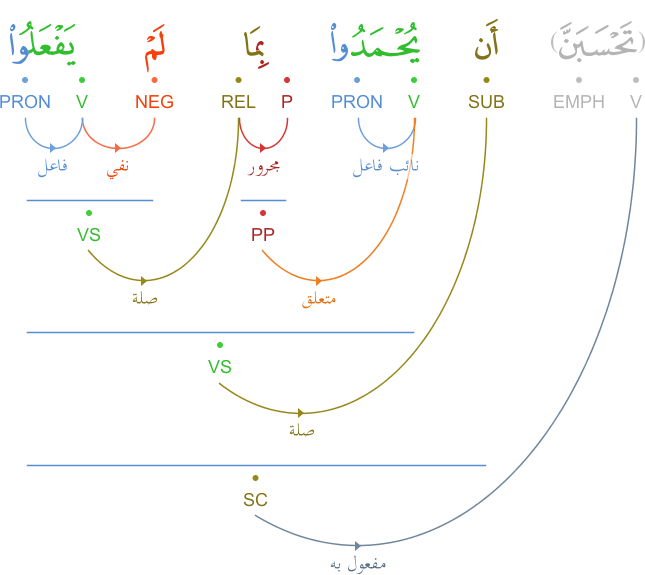 (تَحْسَبَنَّ) أَن يُحْمَدُوا۟ بِمَا لَمْ يَفْعَلُوا۟
V EMPH SUB V PRON P REL NEG V PRON
نائب فاعل مجرور نفي فاعل
PP VS
متعلق صلة
VS
صلة
SC
مفعول به